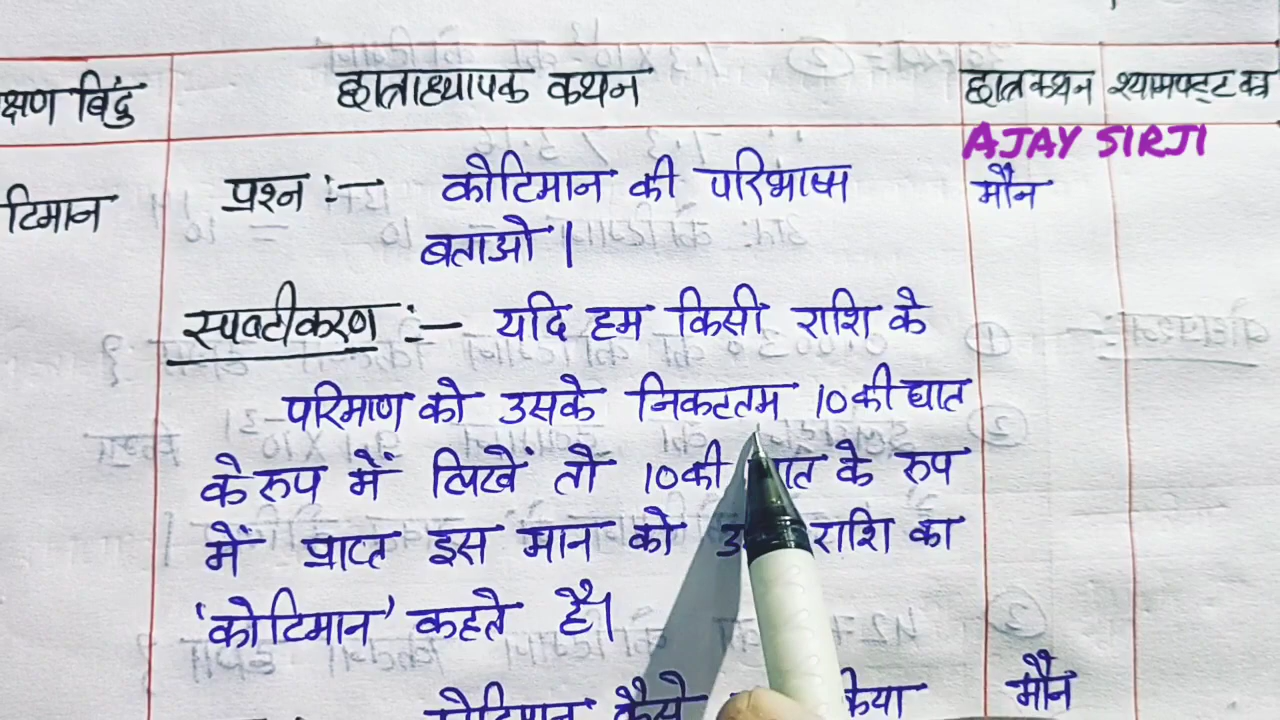 क्षण बिंदु छात्राध्यापक कथन छात्रकथन श्यामपट्ट का
AJAY SIRJI
टिमान प्रश्न :— कोटिमान की परिभाषा मौन
बताओ।
स्पष्टीकरण :— यदि हम किसी राशि के
परिमाण को उसके निकटतम 10 की घात
के रूप में लिखें तो 10 की के रूप
में प्राप्त इस मान को राशि का
'कोटिमान' कहते हैं।
कैसे किया मौन